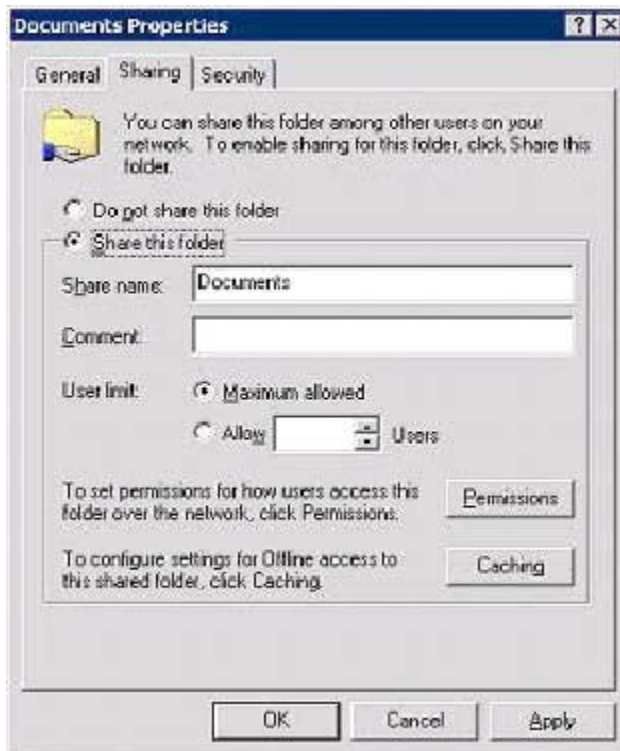 Documents Properties
General Sharing Security
You can share this folder among other users on your
network. To enable sharing for this folder, click Share this
folder.
Do not share this folder
Share this folder
Share name: Documents
Comment:
User limit: Maximum allowed
Allow Users
To set permissions for how users access this
folder over the network, click Permissions.
Permissions
To configure settings for Offline access to
this shared folder, click Caching.
Caching
OK Cancel Apply